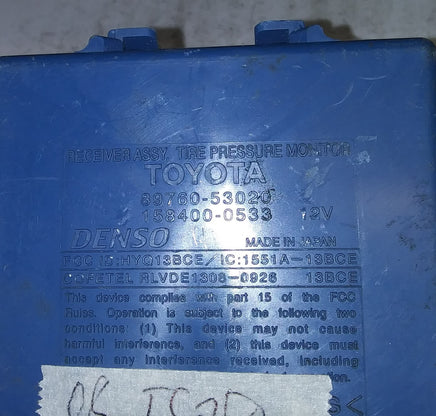 RECEIVER ASSY, TIRE PRESSURE MONITOR
TOYOTA
89760-53020
158400-0533 12V
DENSO MADE IN JAPAN
FCC ID:HYQ13BCE/IC:1551A-13BCE
COFETEL RLVDE1308-0926 13BCE
This device complies with part 15 of the FCC
Rules. Operation is subject to the following two
conditions: (1) This device may not cause
harmful interference, and (2) this device must
accept any interference received, including
operation.
06 IS250
S<